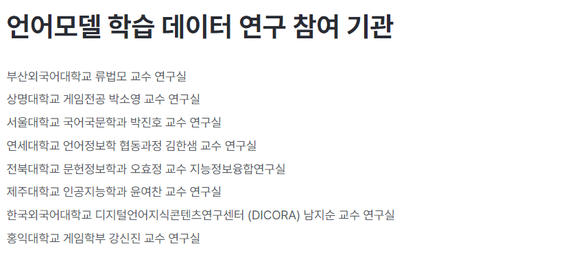 언어모델 학습 데이터 연구 참여 기관
부산외국어대학교 류법모 교수 연구실
상명대학교 게임전공 박소영 교수 연구실
서울대학교 국어국문학과 박진호 교수 연구실
연세대학교 언어정보학 협동과정 김한샘 교수 연구실
전북대학교 문헌정보학과 오효정 교수 지능정보융합연구실
제주대학교 인공지능학과 윤여찬 교수 연구실
한국외국어대학교 디지털언어지식콘텐츠연구센터 (DICORA) 남지순 교수 연구실
홍익대학교 게임학부 강신진 교수 연구실